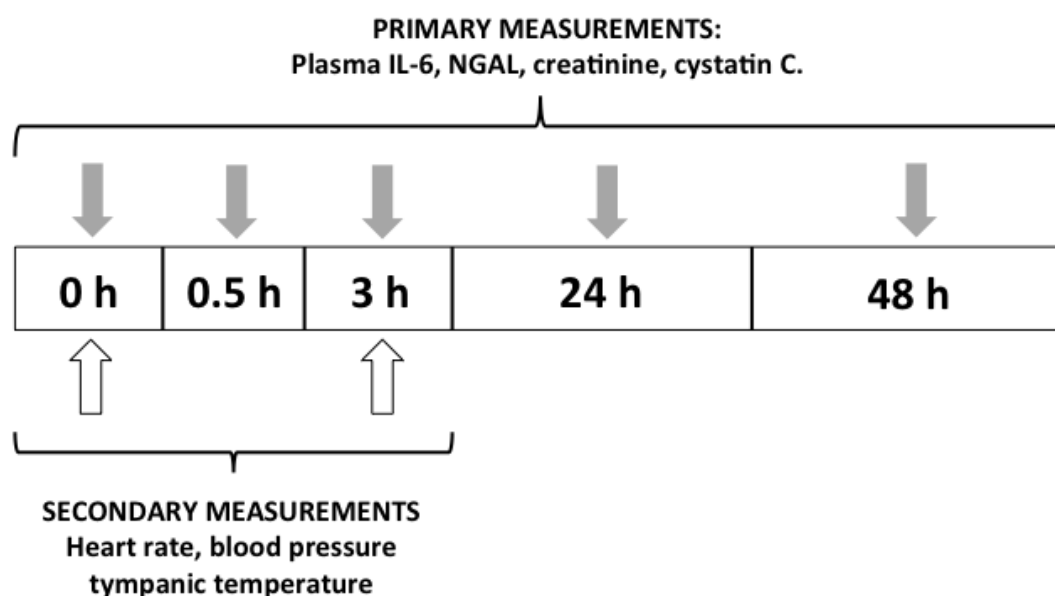 PRIMARY MEASUREMENTS:
Plasma IL-6, NGAL, creatinine, cystatin C.
0 h
0.5 h
3 h
24 h
48 h
SECONDARY MEASUREMENTS
Heart rate, blood pressure
tympanic temperature